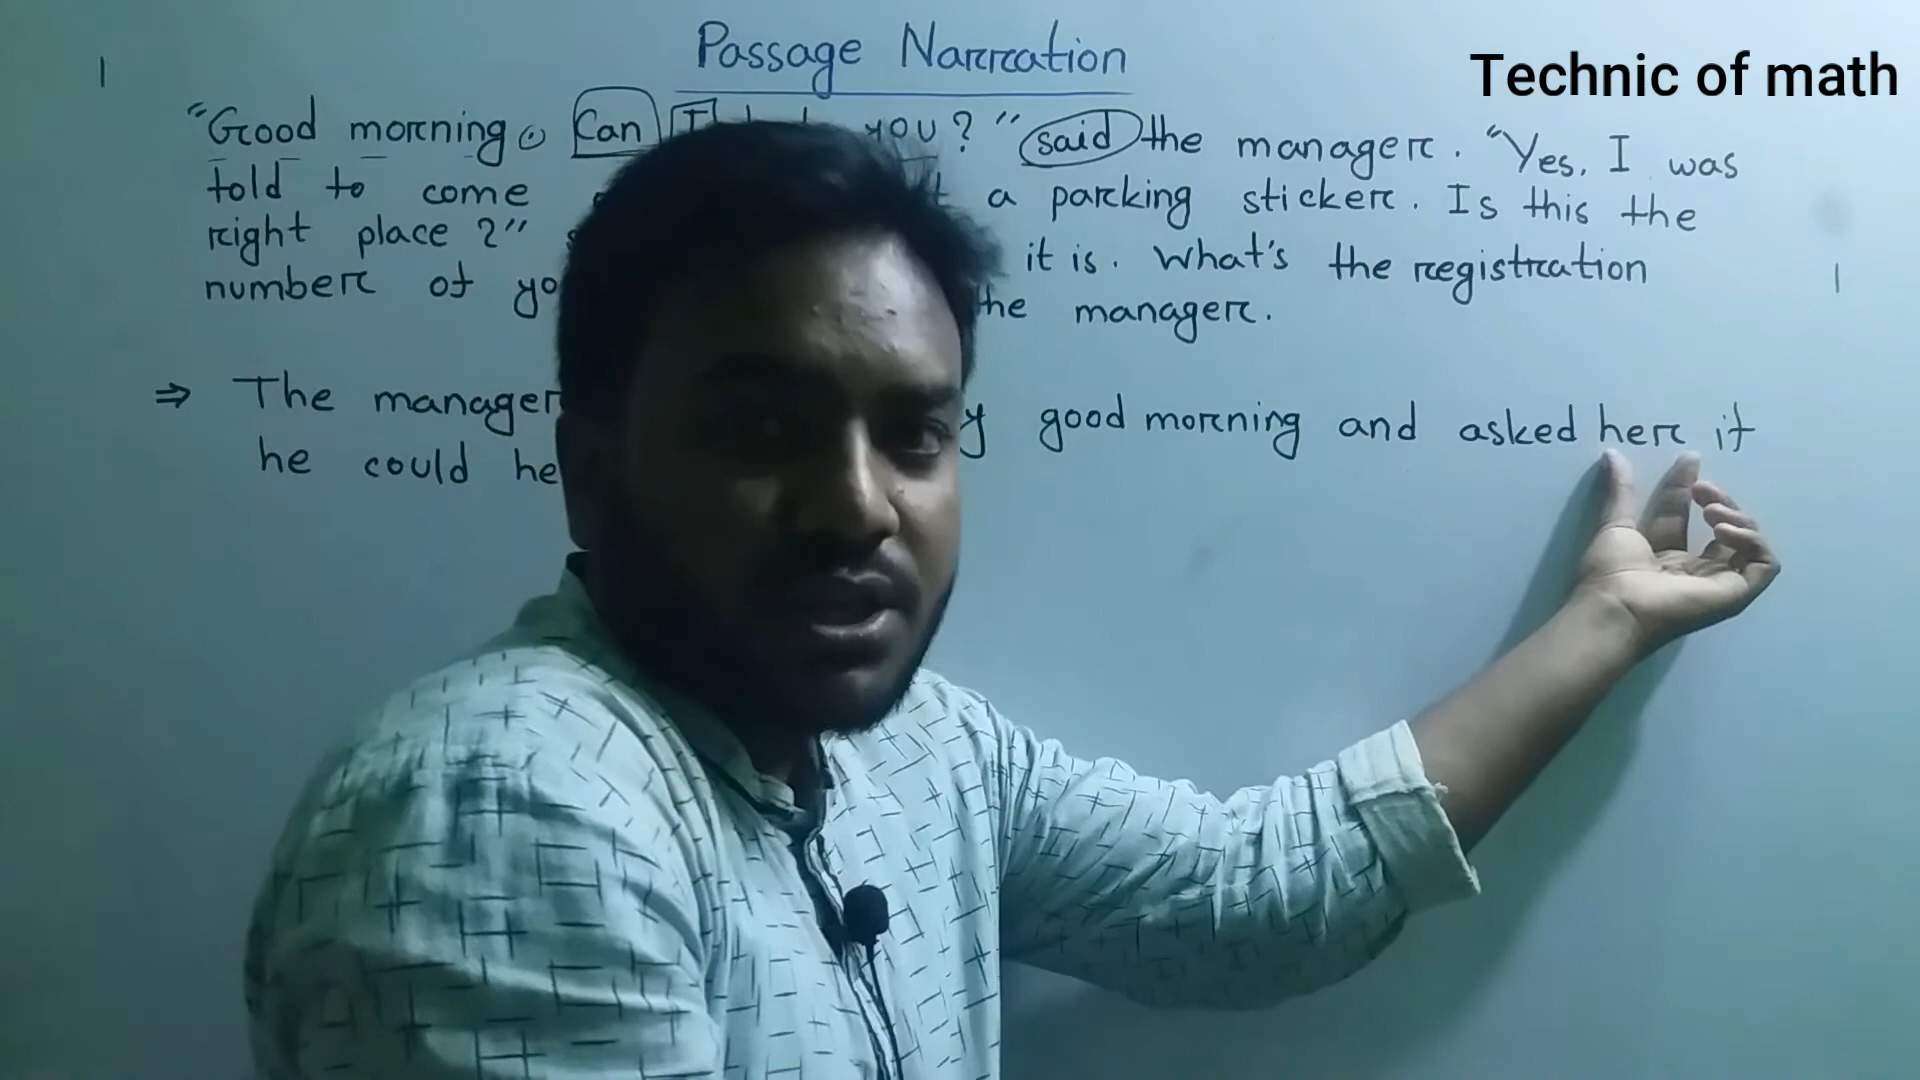 Passage Narration
Technic of math
"Good morning. Can I you?" said the manager. "Yes, I was
told to come a parking sticker. Is this the
right place?" it is. What's the registration
number of the manager.
⇒ The manager good morning and asked her if
he could